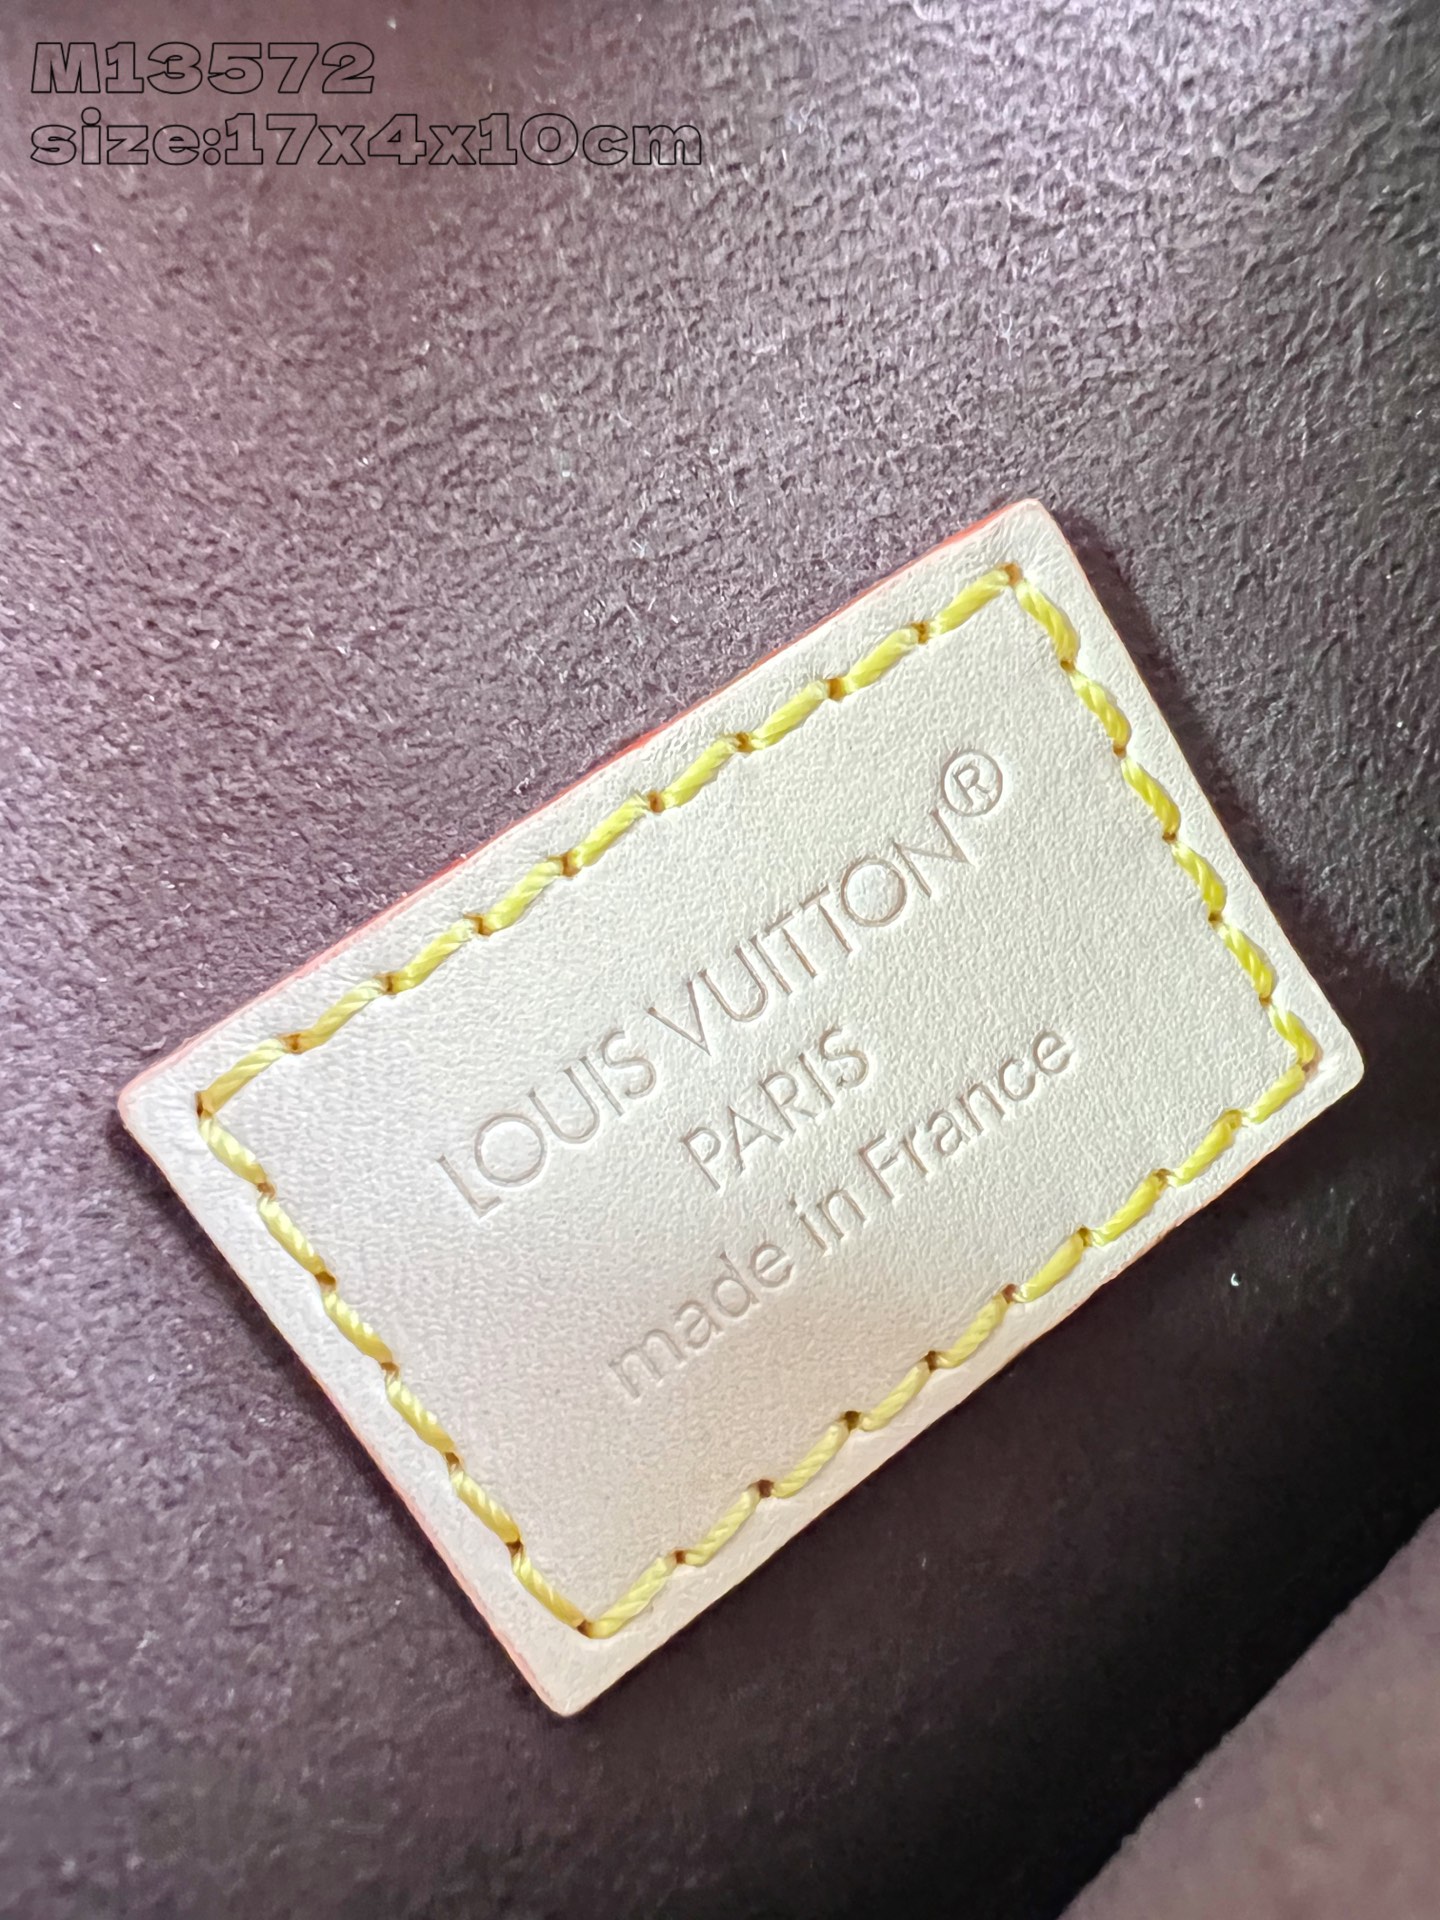 M13572
size:17x4x10cm
LOUIS VUITTON®
PARIS
made in France